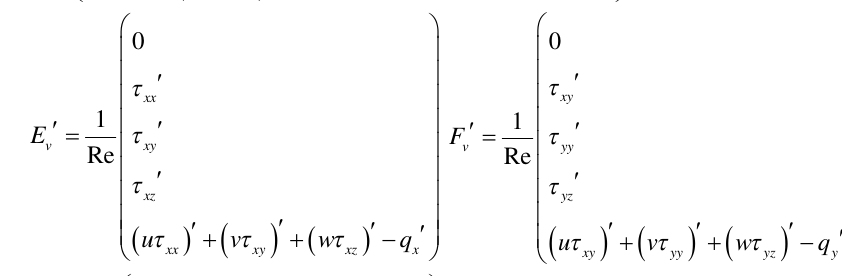 E_v' = 1/Re ( 0 F_v' = 1/Re ( 0
τ_xx' τ_xy'
τ_xy' τ_yy'
τ_xz' τ_yz'
(uτ_xx)' + (vτ_xy)' + (wτ_xz)' − q_x' ) (uτ_xy)' + (vτ_yy)' + (wτ_yz)' − q_y'